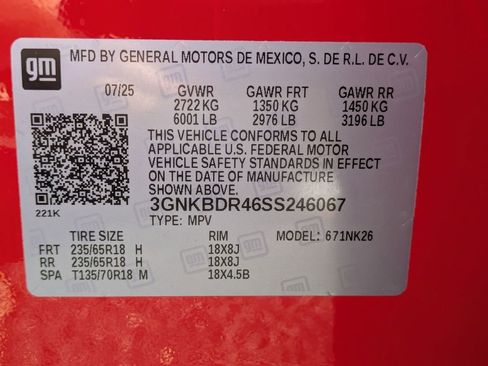 gm
MFD BY GENERAL MOTORS DE MEXICO, S. DE R.L. DE C.V.
07/25 GVWR GAWR FRT GAWR RR
2722 KG 1350 KG 1450 KG
6001 LB 2976 LB 3196 LB
THIS VEHICLE CONFORMS TO ALL
APPLICABLE U.S. FEDERAL MOTOR
VEHICLE SAFETY STANDARDS IN EFFECT
ON THE DATE OF MANUFACTURE
SHOWN ABOVE.
221K
3GNKBDR46SS246067
TYPE: MPV
TIRE SIZE RIM MODEL: 671NK26
FRT 235/65R18 H 18X8J
RR 235/65R18 H 18X8J
SPA T135/70R18 M 18X4.5B